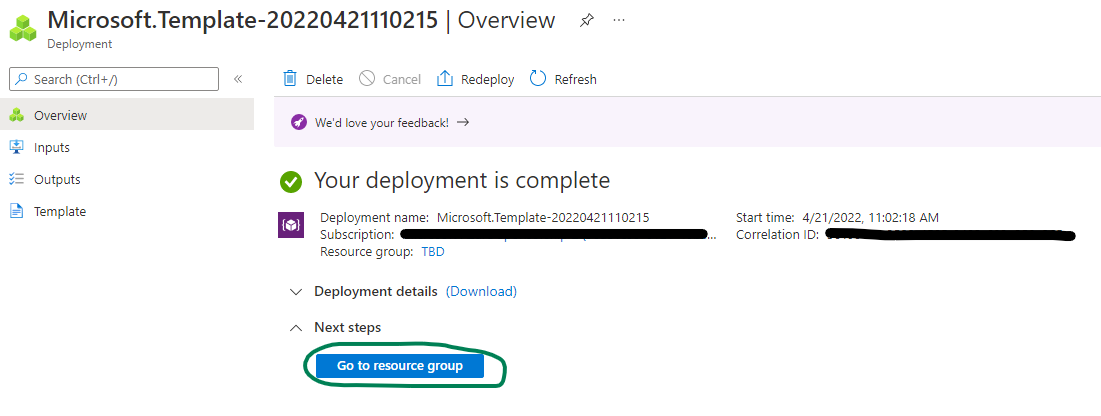 Microsoft.Template-20220421110215 | Overview
Deployment
Search (Ctrl+/)
Overview
Inputs
Outputs
Template
Delete Cancel Redeploy Refresh
We'd love your feedback! →
Your deployment is complete
Deployment name: Microsoft.Template-20220421110215
Subscription: ...
Resource group: TBD
Start time: 4/21/2022, 11:02:18 AM
Correlation ID:
Deployment details (Download)
Next steps
Go to resource group